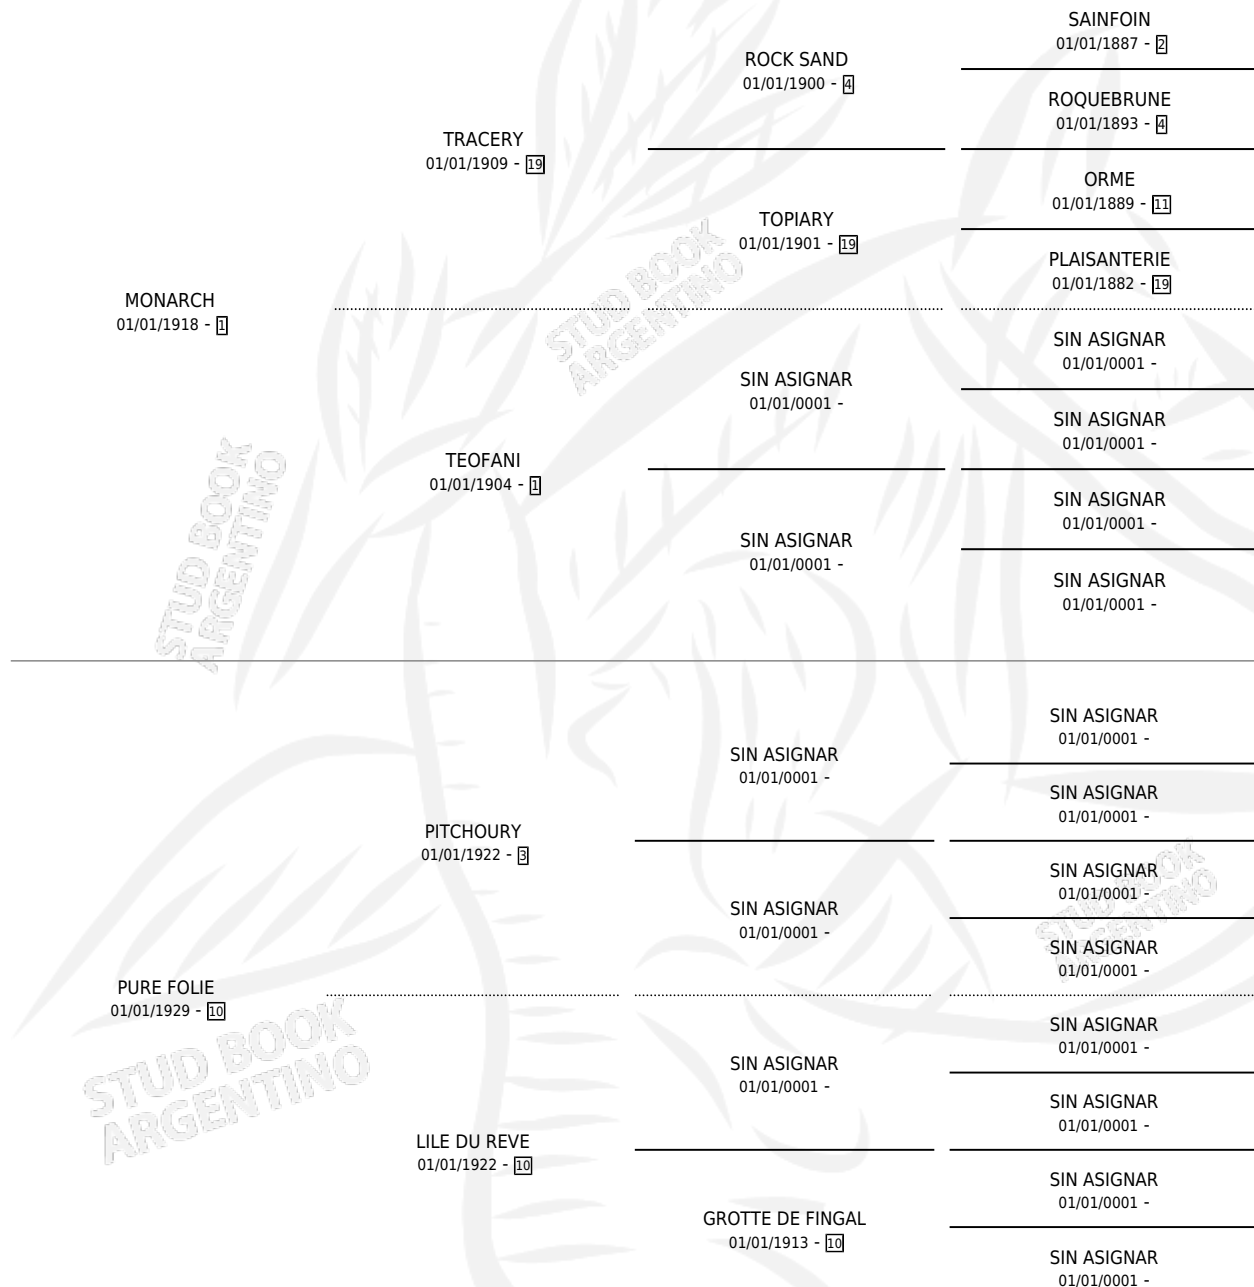 SAINFOIN
01/01/1887 - 2
ROCK SAND
01/01/1900 - 4
ROQUEBRUNE
01/01/1893 - 4
TRACERY
01/01/1909 - 19
ORME
01/01/1889 - 11
TOPIARY
01/01/1901 - 19
PLAISANTERIE
01/01/1882 - 19
MONARCH
01/01/1918 - 1
SIN ASIGNAR
01/01/0001 -
SIN ASIGNAR
01/01/0001 -
SIN ASIGNAR
01/01/0001 -
TEOFANI
01/01/1904 - 1
SIN ASIGNAR
01/01/0001 -
SIN ASIGNAR
01/01/0001 -
SIN ASIGNAR
01/01/0001 -
STUD BOOK
ARGENTINO
STUD BOOK
ARGENTINO
SIN ASIGNAR
01/01/0001 -
SIN ASIGNAR
01/01/0001 -
SIN ASIGNAR
01/01/0001 -
PITCHOURY
01/01/1922 - 3
SIN ASIGNAR
01/01/0001 -
SIN ASIGNAR
01/01/0001 -
SIN ASIGNAR
01/01/0001 -
STUD BOOK
ARGENTINO
PURE FOLIE
01/01/1929 - 10
SIN ASIGNAR
01/01/0001 -
SIN ASIGNAR
01/01/0001 -
SIN ASIGNAR
01/01/0001 -
STUD BOOK
ARGENTINO
LILE DU REVE
01/01/1922 - 10
SIN ASIGNAR
01/01/0001 -
GROTTE DE FINGAL
01/01/1913 - 10
SIN ASIGNAR
01/01/0001 -